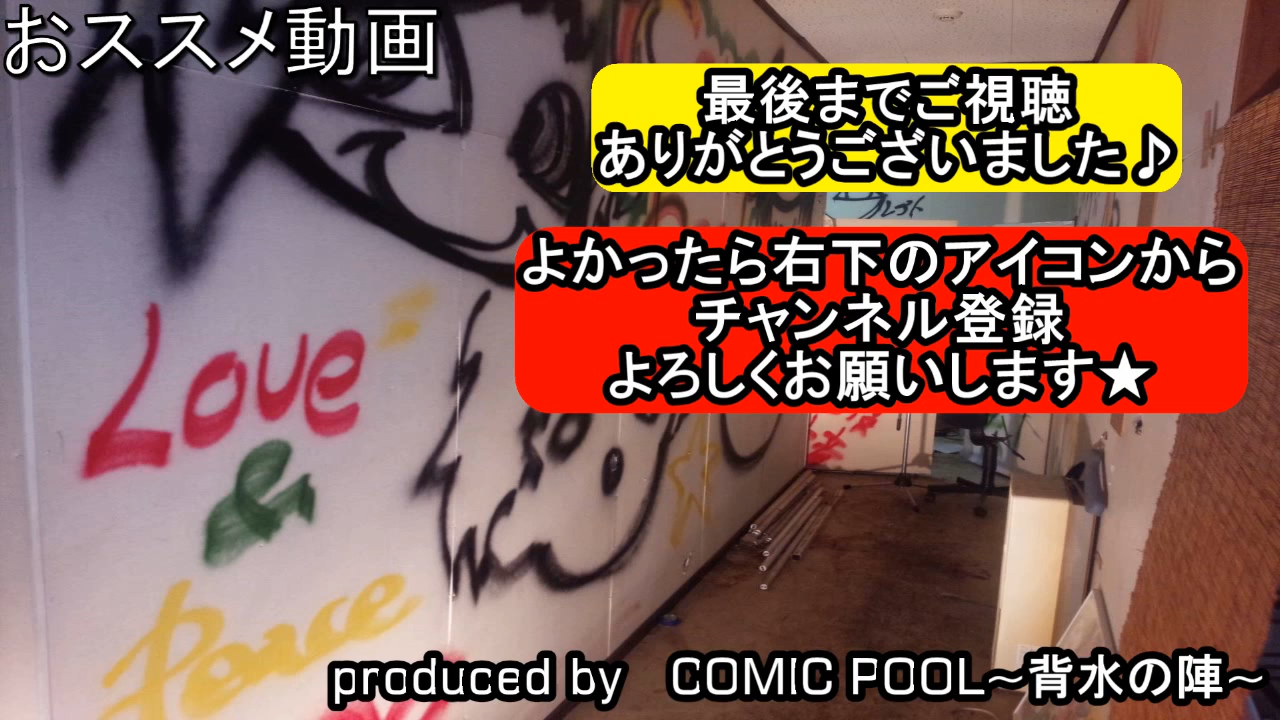 おススメ動画
最後までご視聴
ありがとうございました♪
よかったら右下のアイコンから
チャンネル登録
よろしくお願いします★
Love
&
Peace
produced by　COMIC POOL~背水の陣~